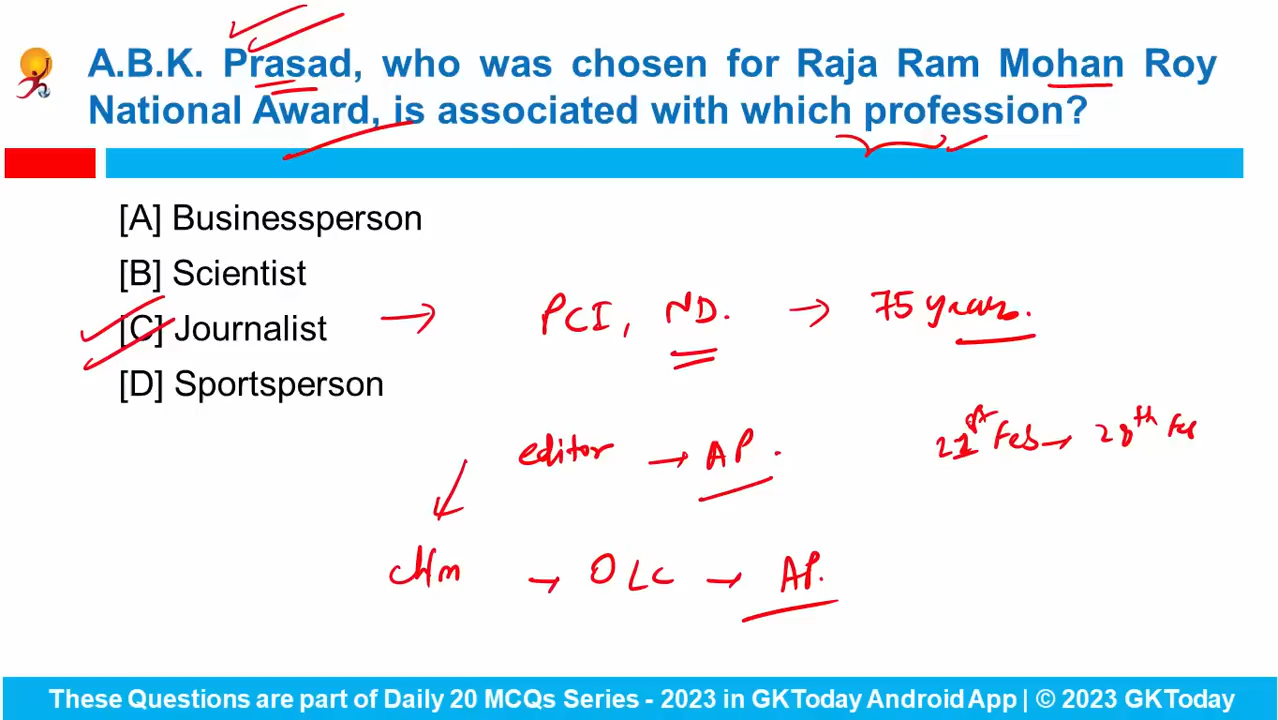 A.B.K. Prasad, who was chosen for Raja Ram Mohan Roy
National Award, is associated with which profession?
[A] Businessperson
[B] Scientist
[C] Journalist → PCI, ND. → 75 years.
[D] Sportsperson
21st Feb → 28th Feb
editor → AP.
chm → OLC → AP.
These Questions are part of Daily 20 MCQs Series - 2023 in GKToday Android App | © 2023 GKToday